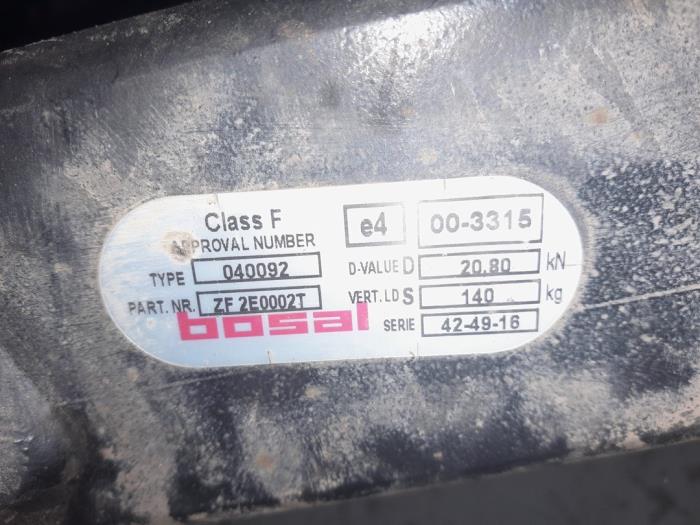 Class F e4 00-3315
APPROVAL NUMBER
TYPE 040092 D-VALUE D 20.80 kN
PART. NR. ZF 2E0002T VERT. LD S 140 kg
bosal SERIE 42-49-16